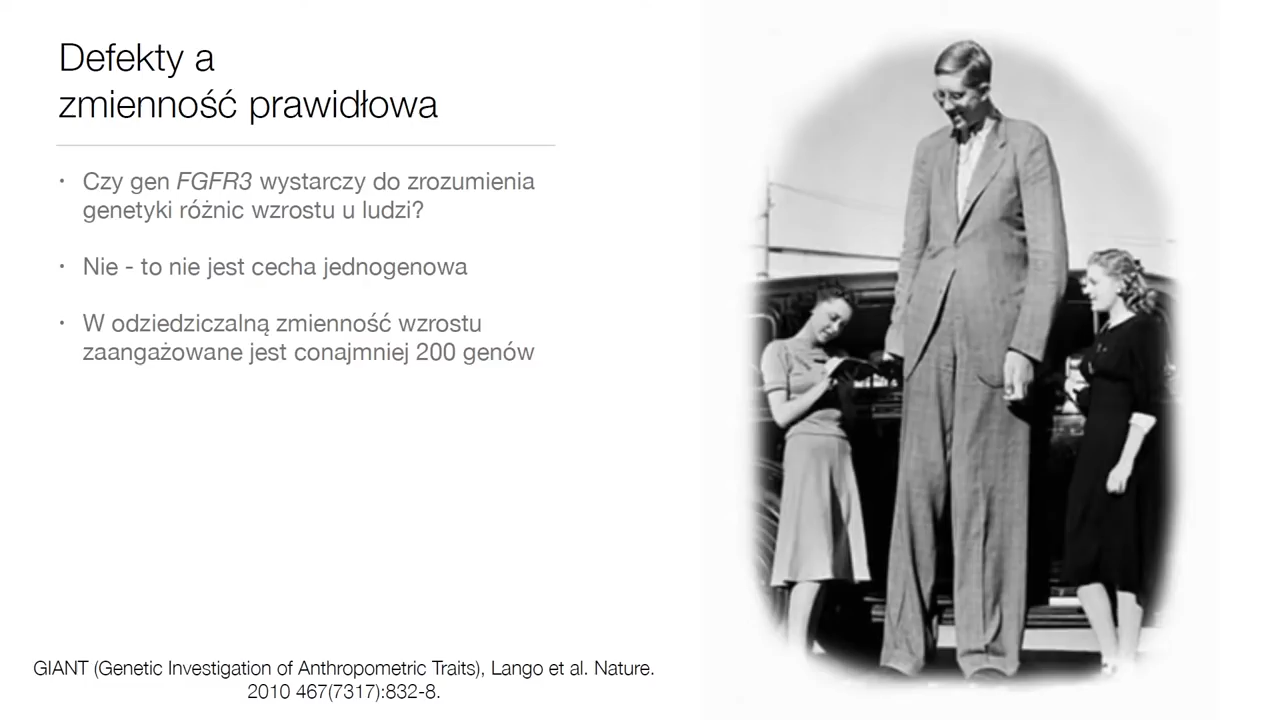 Defekty a
zmienność prawidłowa
• Czy gen FGFR3 wystarczy do zrozumienia
genetyki różnic wzrostu u ludzi?
• Nie - to nie jest cecha jednogenowa
• W odziedziczalną zmienność wzrostu
zaangażowane jest conajmniej 200 genów
GIANT (Genetic Investigation of Anthropometric Traits), Lango et al. Nature.
2010 467(7317):832-8.